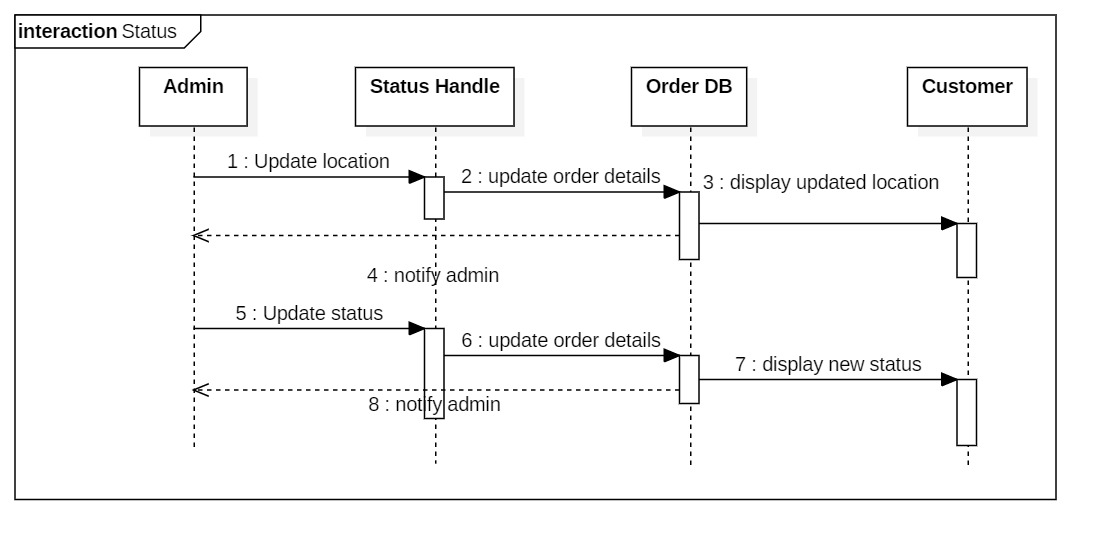 interaction Status
Admin
Status Handle
Order DB
Customer
1 : Update location
2 : update order details
3 : display updated location
4 : notify admin
5 : Update status
6 : update order details
7 : display new status
8 : notify admin